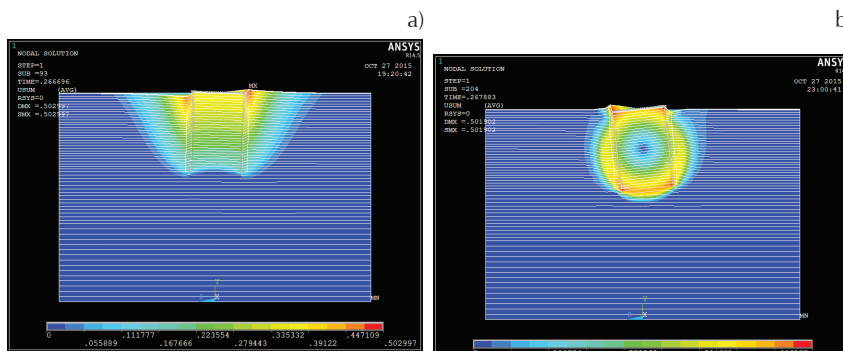 a)
1
NODAL SOLUTION
STEP=1
SUB =93
TIME=.266696
USUM (AVG)
RSYS=0
DMX =.502997
SMX =.502997
ANSYS
R14.5
OCT 27 2015
19:20:42
MX
Y
X
MN
0 .111777 .223554 .335332 .447109
.055889 .167666 .279443 .39122 .502997
b
1
NODAL SOLUTION
STEP=1
SUB =204
TIME=.267883
USUM (AVG)
RSYS=0
DMX =.501902
SMX =.501902
ANSYS
OCT 27 2015
23:00:41
Y
X
MN
0